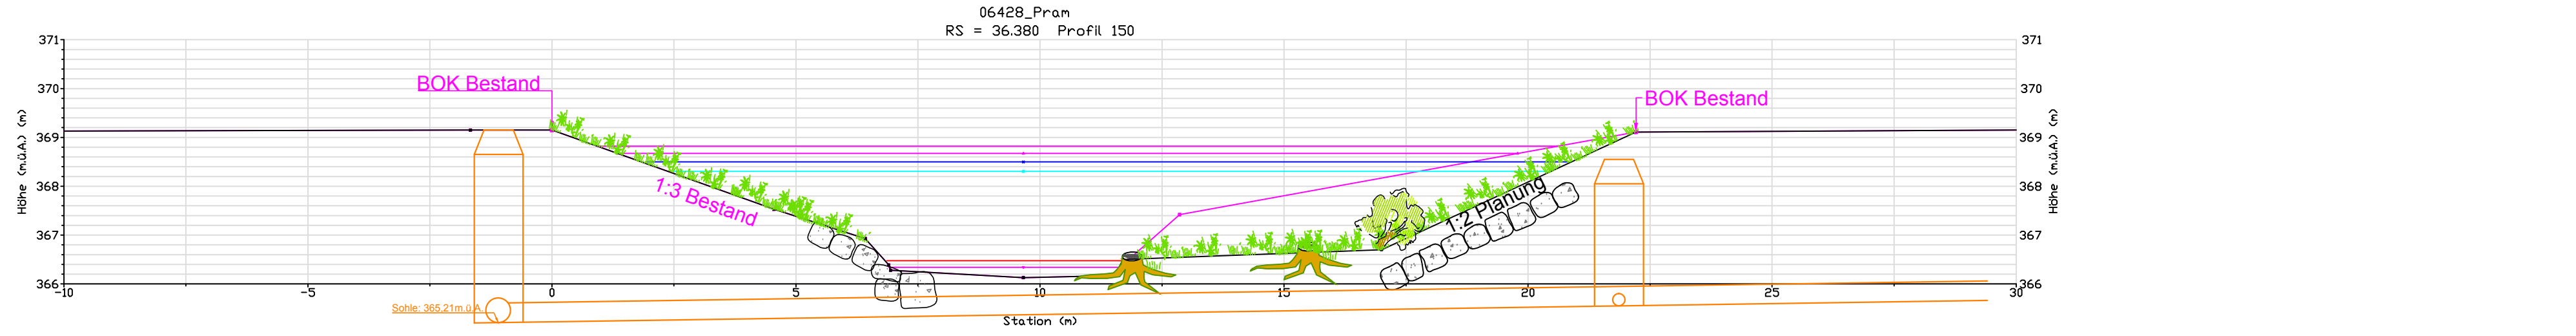 06428_Pram
RS = 36.380 Profil 150
371
370
369
368
367
366
Höhe (m.ü.A.) (m)
BOK Bestand
1:3 Bestand
1:2 Planung
BOK Bestand
371
370
369
368
367
366
Höhe (m.ü.A.) (m)
-10 -5 0 5 10 15 20 25 30
Sohle: 365.21m.ü.A.
Station (m)